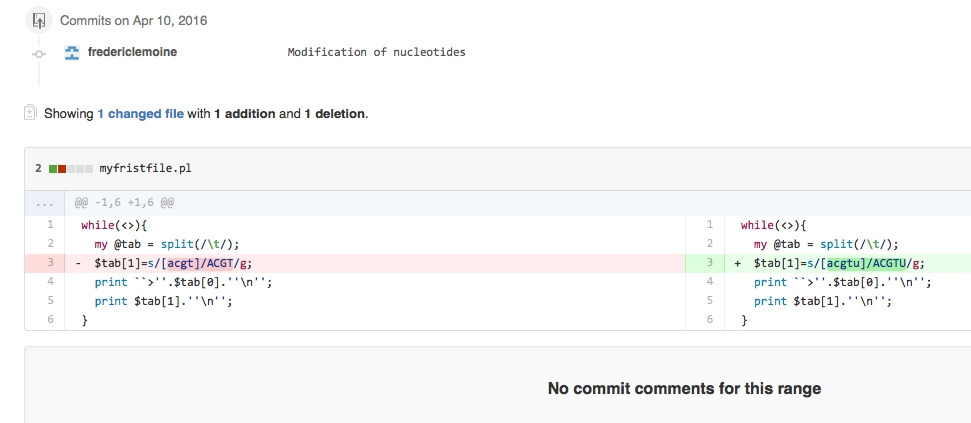 Commits on Apr 10, 2016
fredericlemoine Modification of nucleotides
Showing 1 changed file with 1 addition and 1 deletion.
2 myfristfile.pl
... @@ -1,6 +1,6 @@
1 while(<>){
2 my @tab = split(/\t/);
3 - $tab[1]=s/[acgt]/ACGT/g;
4 print ``>''.$tab[0].''\n'';
5 print $tab[1].''\n'';
6 }
1 while(<>){
2 my @tab = split(/\t/);
3 + $tab[1]=s/[acgtu]/ACGTU/g;
4 print ``>''.$tab[0].''\n'';
5 print $tab[1].''\n'';
6 }
No commit comments for this range